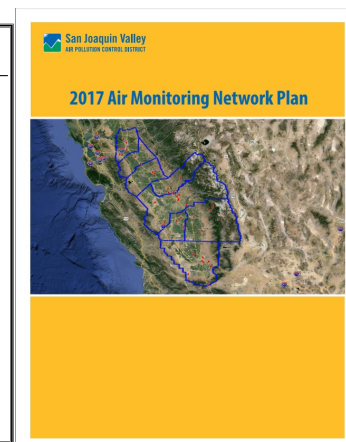 San Joaquin Valley
AIR POLLUTION CONTROL DISTRICT
2017 Air Monitoring Network Plan